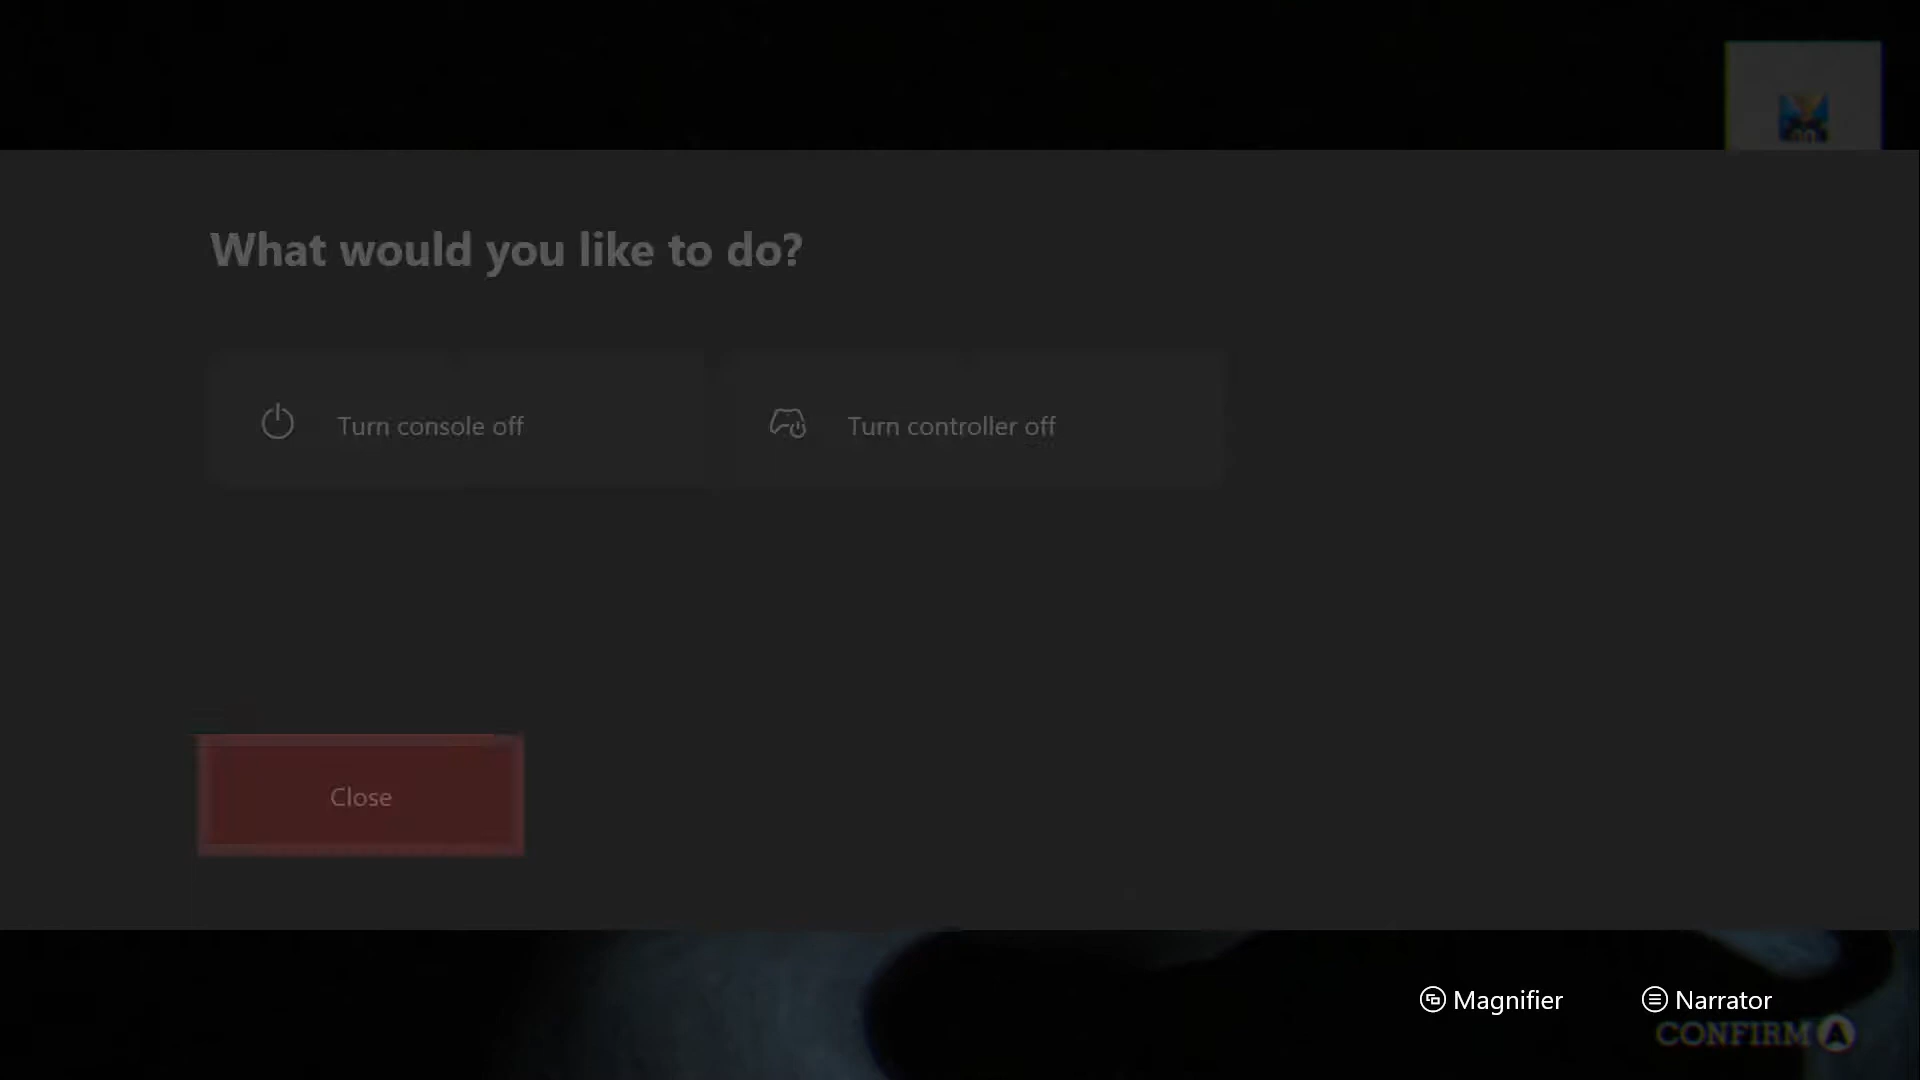 What would you like to do?
Turn console off
Turn controller off
Close
Magnifier
Narrator
CONFIRM A